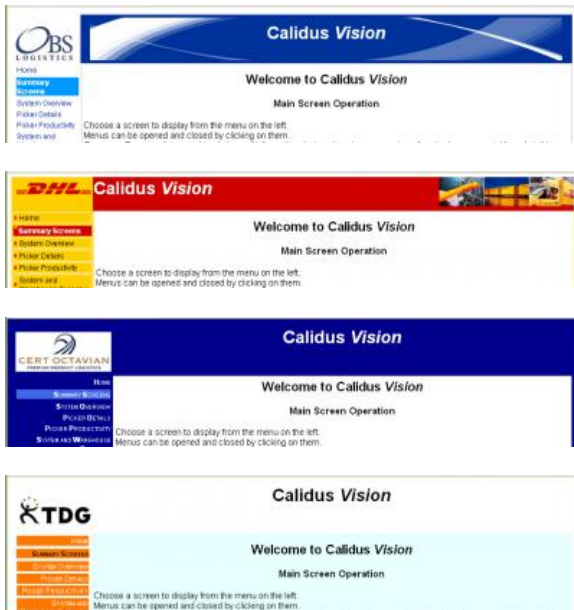 OBS
LOGISTICS
Calidus Vision
Home
Summary
Screens
System Overview
Picker Details
Picker Productivity
System and
Welcome to Calidus Vision
Main Screen Operation
Choose a screen to display from the menu on the left.
Menus can be opened and closed by clicking on them.
DHL
Calidus Vision
Home
Summary Screens
System Overview
Picker Details
Picker Productivity
System and
Welcome to Calidus Vision
Main Screen Operation
Choose a screen to display from the menu on the left.
Menus can be opened and closed by clicking on them.
CERT OCTAVIAN
Calidus Vision
Home
Summary Screens
System Overview
Picker Details
Picker Productivity
System and Warehouse
Welcome to Calidus Vision
Main Screen Operation
Choose a screen to display from the menu on the left.
Menus can be opened and closed by clicking on them.
TDG
Calidus Vision
Home
Summary Screens
System Overview
Picker Details
Picker Productivity
System and
Welcome to Calidus Vision
Main Screen Operation
Choose a screen to display from the menu on the left.
Menus can be opened and closed by clicking on them.